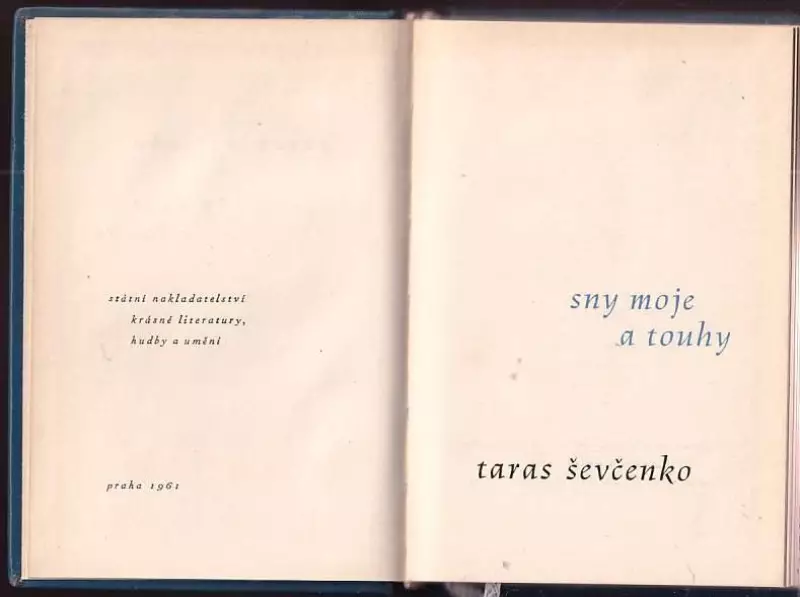 státní nakladatelství
krásné literatury,
hudby a umění
praha 1961
sny moje
a touhy
taras ševčenko